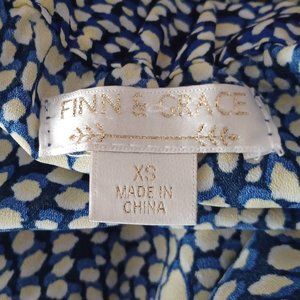 FINN & GRACE
XS
MADE IN
CHINA